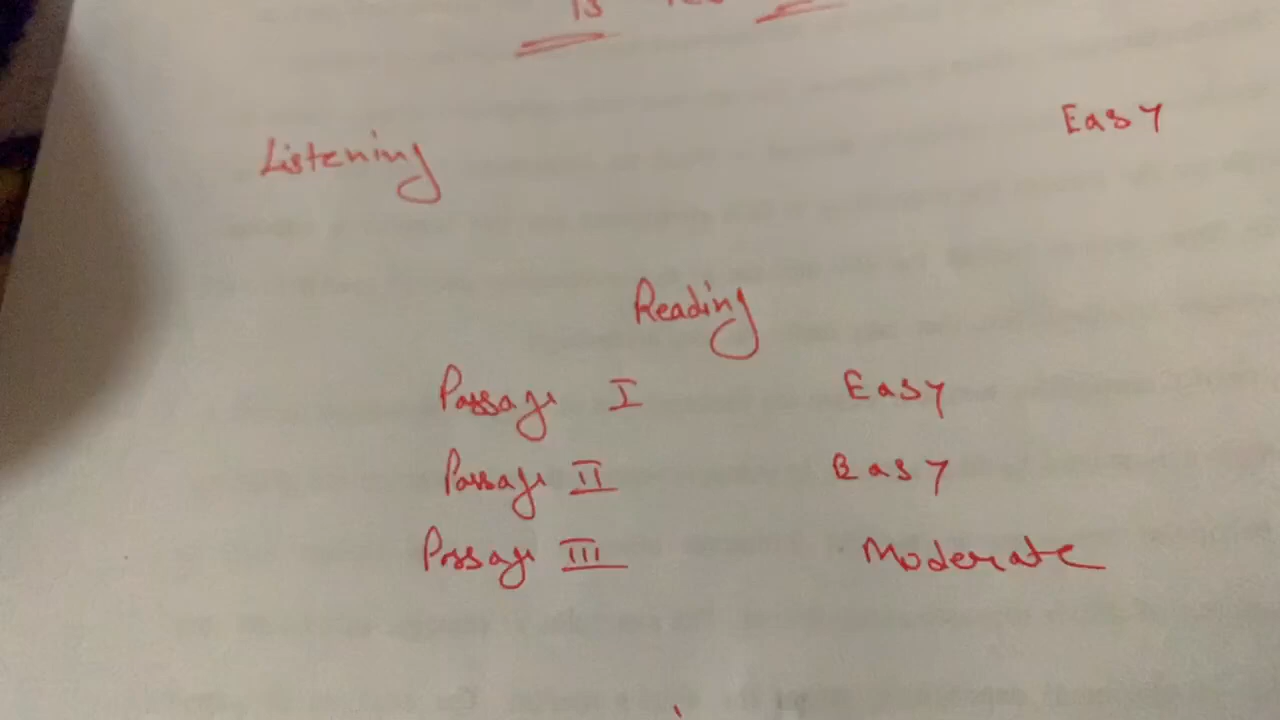 Listening Easy
Reading
Passage I Easy
Passage II Easy
Passage III Moderate